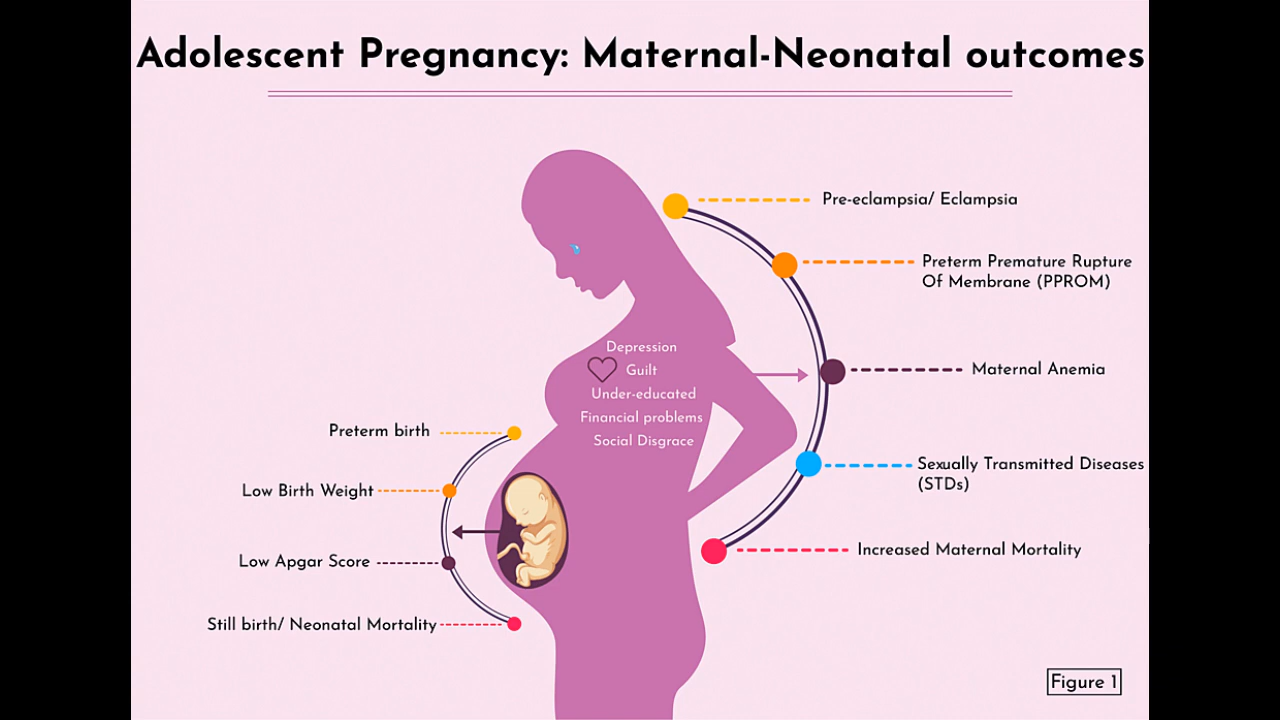 Adolescent Pregnancy: Maternal-Neonatal outcomes
Pre-eclampsia/ Eclampsia
Preterm Premature Rupture
Of Membrane (PPROM)
Maternal Anemia
Sexually Transmitted Diseases
(STDs)
Increased Maternal Mortality
Depression
Guilt
Under-educated
Financial problems
Social Disgrace
Preterm birth
Low Birth Weight
Low Apgar Score
Still birth/ Neonatal Mortality
Figure 1